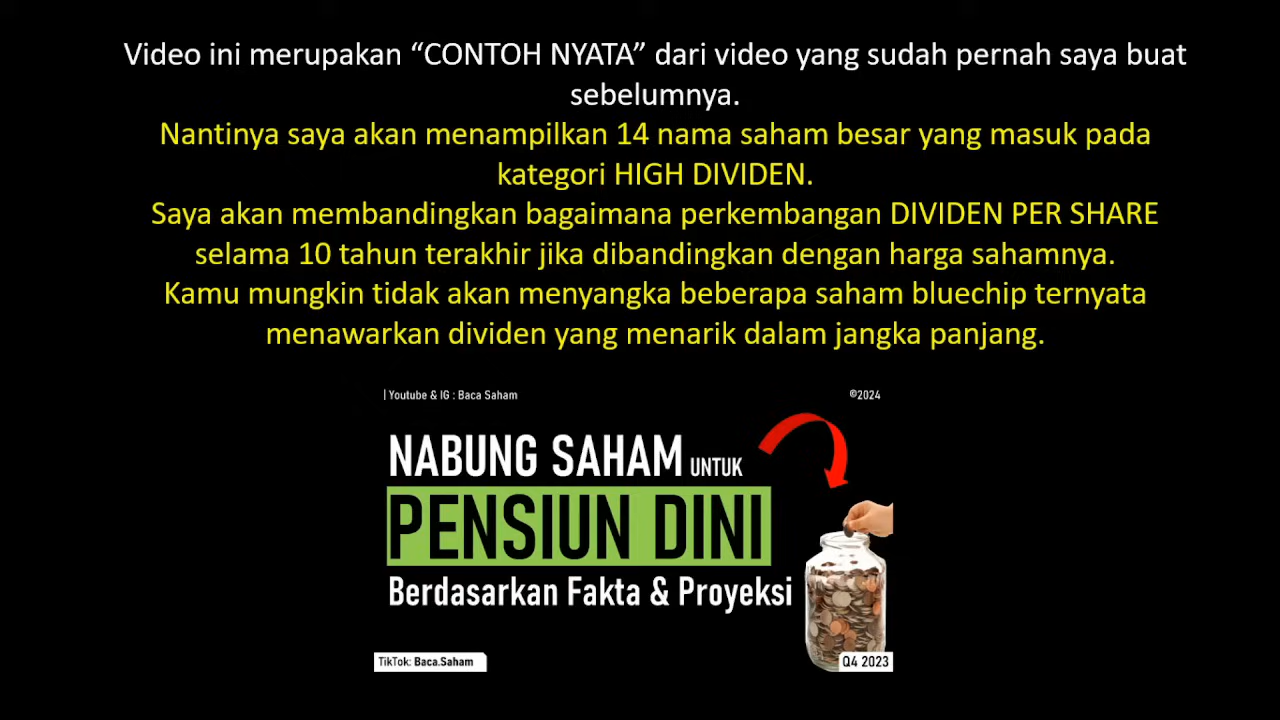 Video ini merupakan “CONTOH NYATA” dari video yang sudah pernah saya buat
sebelumnya.
Nantinya saya akan menampilkan 14 nama saham besar yang masuk pada
kategori HIGH DIVIDEN.
Saya akan membandingkan bagaimana perkembangan DIVIDEN PER SHARE
selama 10 tahun terakhir jika dibandingkan dengan harga sahamnya.
Kamu mungkin tidak akan menyangka beberapa saham bluechip ternyata
menawarkan dividen yang menarik dalam jangka panjang.
| Youtube & IG : Baca Saham
©2024
NABUNG SAHAM UNTUK
PENSIUN DINI
Berdasarkan Fakta & Proyeksi
TikTok: Baca.Saham
Q4 2023